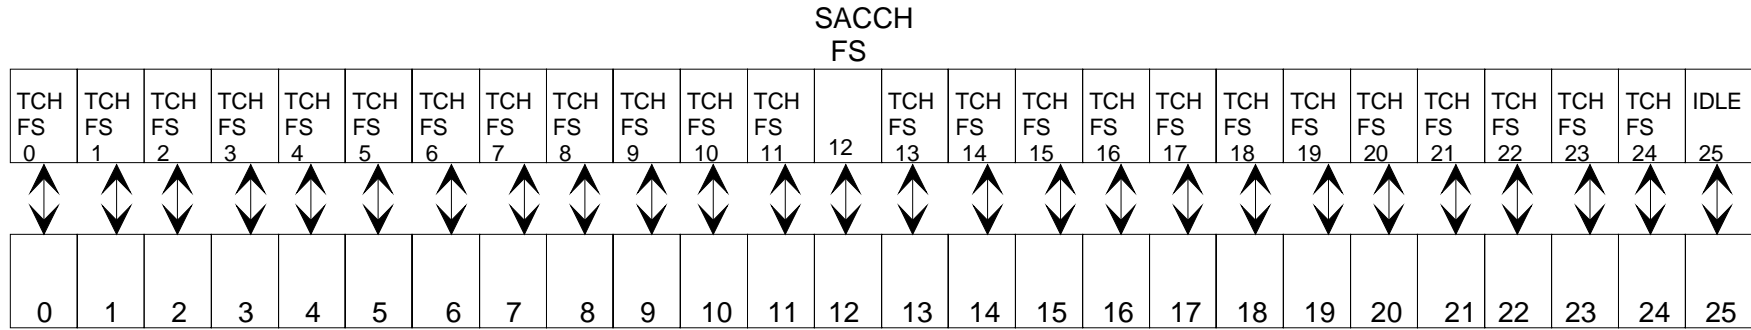 SACCH
FS
TCH TCH TCH TCH TCH TCH TCH TCH TCH TCH TCH TCH TCH TCH TCH TCH TCH TCH TCH TCH TCH TCH TCH TCH IDLE
FS FS FS FS FS FS FS FS FS FS FS FS FS FS FS FS FS FS FS FS FS FS FS FS
0 1 2 3 4 5 6 7 8 9 10 11 12 13 14 15 16 17 18 19 20 21 22 23 24 25
0 1 2 3 4 5 6 7 8 9 10 11 12 13 14 15 16 17 18 19 20 21 22 23 24 25